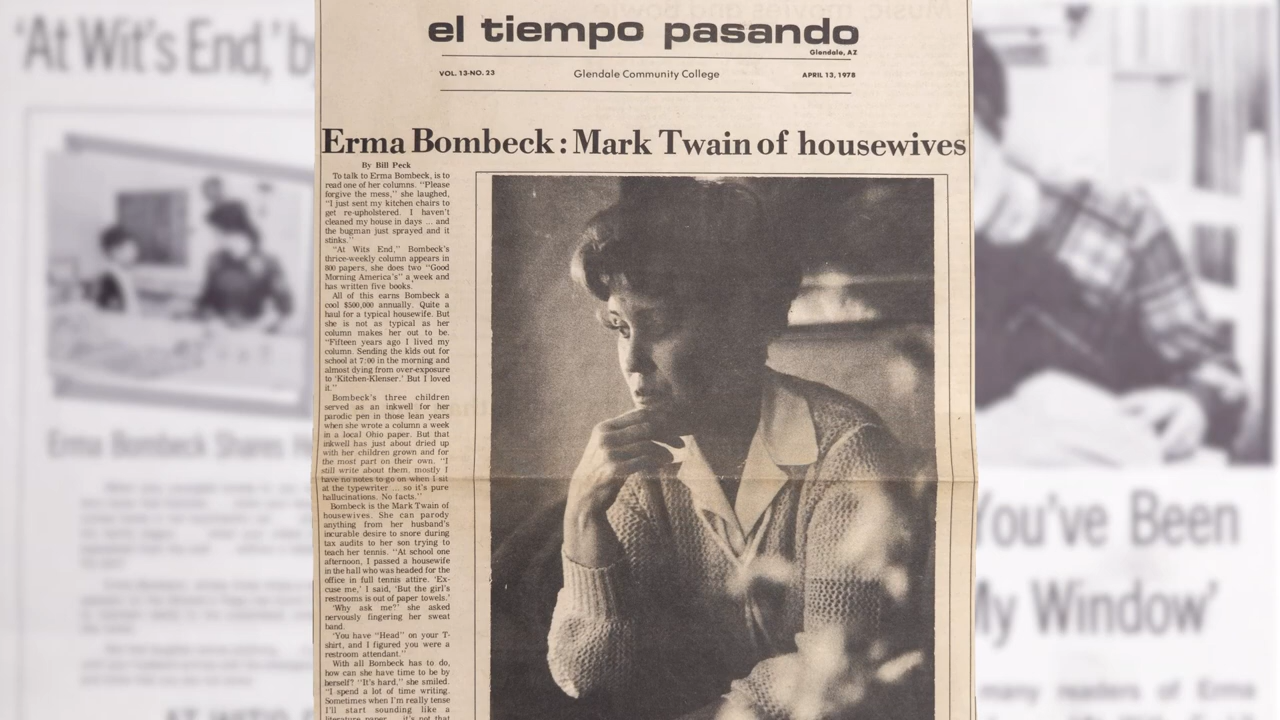 'At Wit's End,' b
Erma Bombeck Shares H
el tiempo pasando
Glendale, AZ
VOL. 13-NO. 23
Glendale Community College
APRIL 13, 1978
Erma Bombeck: Mark Twain of housewives
By Bill Peck
To talk to Erma Bombeck, is to
read one of her columns. "Please
forgive the mess," she laughed,
"I just sent my kitchen chairs to
get re-upholstered. I haven't
cleaned my house in days ... and
the bugman just sprayed and it
stinks."
"At Wits End," Bombeck's
thrice-weekly column appears in
800 papers, she does two "Good
Morning America's" a week and
has written five books.
All of this earns Bombeck a
cool $500,000 annually. Quite a
haul for a typical housewife. But
she is not as typical as her
column makes her out to be.
"Fifteen years ago I lived my
column. Sending the kids out for
school at 7:00 in the morning and
almost dying from over-exposure
to 'Kitchen-Klenser.' But I loved
it."
Bombeck's three children
served as an inkwell for her
parodic pen in those lean years
when she wrote a column a week
in a local Ohio paper. But that
inkwell has just about dried up
with her children grown and for
the most part on their own. "I
still write about them, mostly I
have no notes to go on when I sit
at the typewriter ... so it's pure
hallucinations. No facts."
Bombeck is the Mark Twain of
housewives. She can parody
anything from her husband's
incurable desire to snore during
tax audits to her son trying to
teach her tennis. "At school one
afternoon, I passed a housewife
in the hall who was headed for the
office in full tennis attire. 'Ex-
cuse me,' I said, 'But the girl's
restrooms is out of paper towels.'
'Why ask me?' she asked
nervously fingering her sweat
band.
'You have "Head" on your T-
shirt, and I figured you were a
restroom attendant."
With all Bombeck has to do,
how can she have time to be by
herself? "It's hard," she smiled.
"I spend a lot of time writing.
Sometimes when I'm really tense
I'll start sounding like a
literature paper ... it's not that
You've Been
My Window'
many of Erma